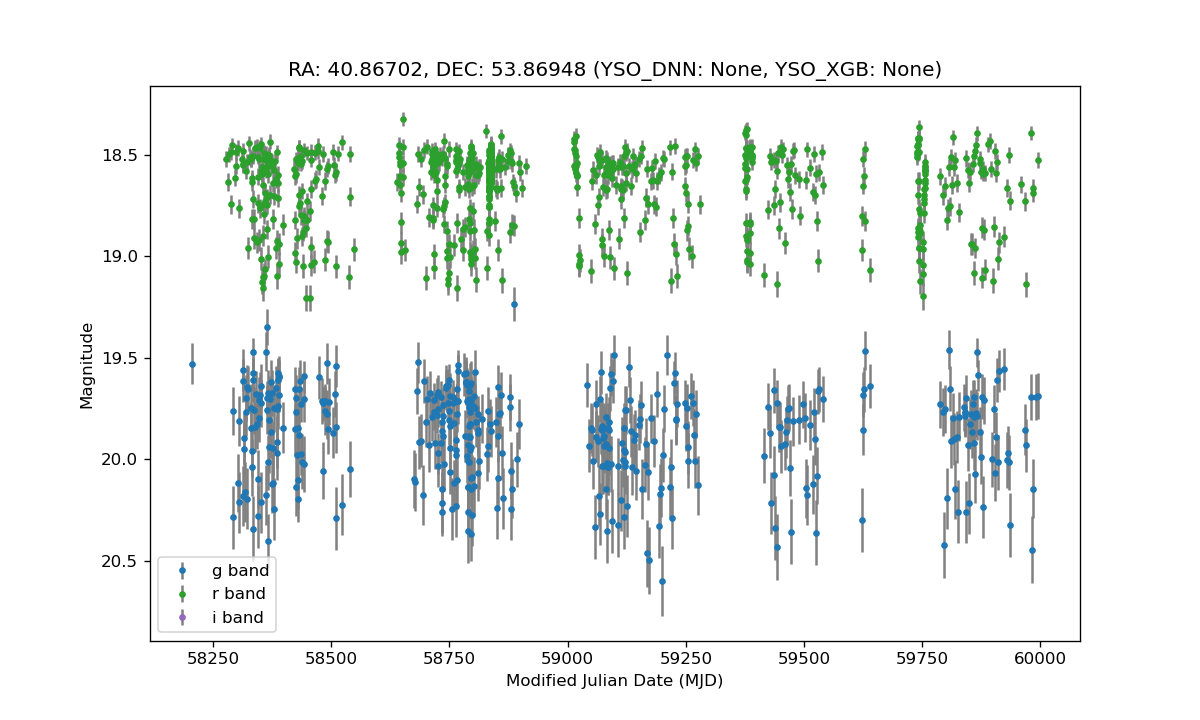 RA: 40.86702, DEC: 53.86948 (YSO_DNN: None, YSO_XGB: None)
Magnitude
18.5
19.0
19.5
20.0
20.5
g band
r band
i band
58250 58500 58750 59000 59250 59500 59750 60000
Modified Julian Date (MJD)